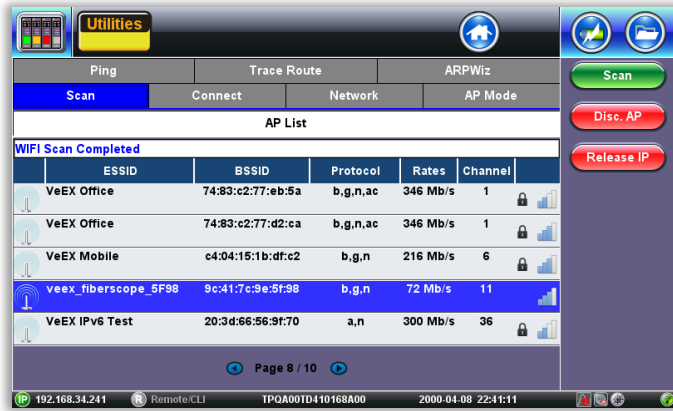 Utilities
Ping Trace Route ARPWiz
Scan Connect Network AP Mode
AP List
WIFI Scan Completed
ESSID BSSID Protocol Rates Channel
VeEX Office 74:83:c2:77:eb:5a b,g,n,ac 346 Mb/s 1
VeEX Office 74:83:c2:77:d2:ca b,g,n,ac 346 Mb/s 1
VeEX Mobile c4:04:15:1b:df:c2 b,g,n 216 Mb/s 6
veex_fiberscope_5F98 9c:41:7c:9e:5f:98 b,g,n 72 Mb/s 11
VeEX IPv6 Test 20:3d:66:56:9f:70 a,n 300 Mb/s 36
Page 8 / 10
IP 192.168.34.241 R Remote/CLI TPQA00TD410168A00 2000-04-08 22:41:11
Scan
Disc. AP
Release IP